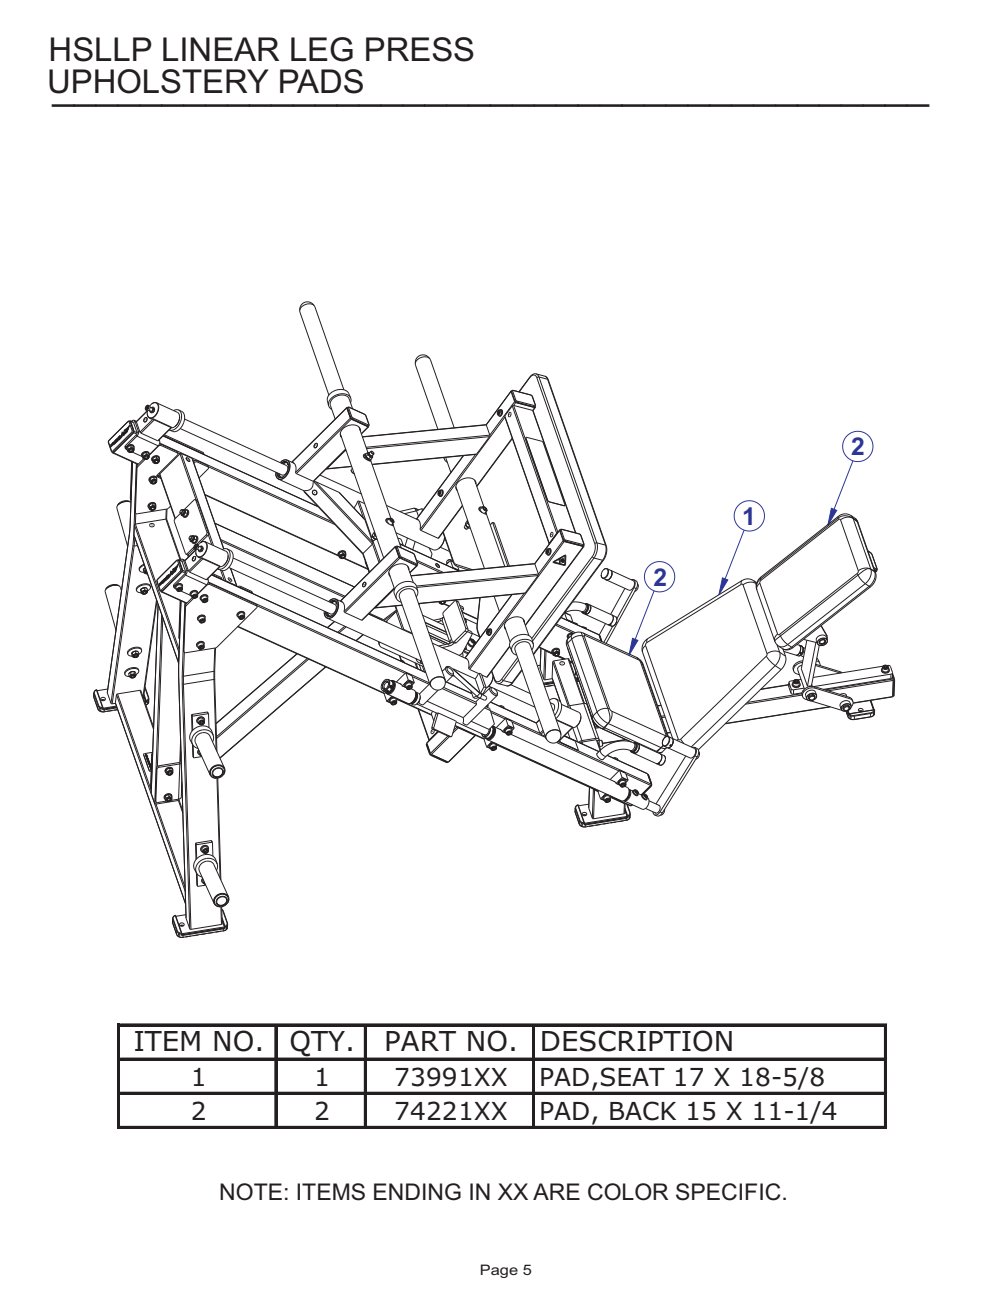 HSLLP LINEAR LEG PRESS
UPHOLSTERY PADS
2
1
2
ITEM NO. QTY. PART NO. DESCRIPTION
1 1 73991XX PAD,SEAT 17 X 18-5/8
2 2 74221XX PAD, BACK 15 X 11-1/4
NOTE: ITEMS ENDING IN XX ARE COLOR SPECIFIC.
Page 5